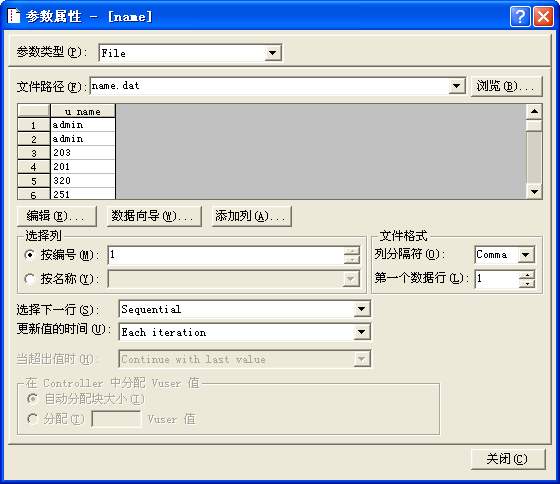 参数属性 - [name]
参数类型(P): File
文件路径(F): name.dat 浏览(B)...
u_name
1 admin
2 admin
3 203
4 201
5 320
6 251
编辑(E)... 数据向导(W)... 添加列(A)...
选择列 文件格式
按编号(M): 1 列分隔符(O): Comma
按名称(Y): 第一个数据行(L): 1
选择下一行(S): Sequential
更新值的时间(U): Each iteration
当超出值时(H): Continue with last value
在 Controller 中分配 Vuser 值
自动分配块大小(I)
分配(T) Vuser 值
关闭(C)